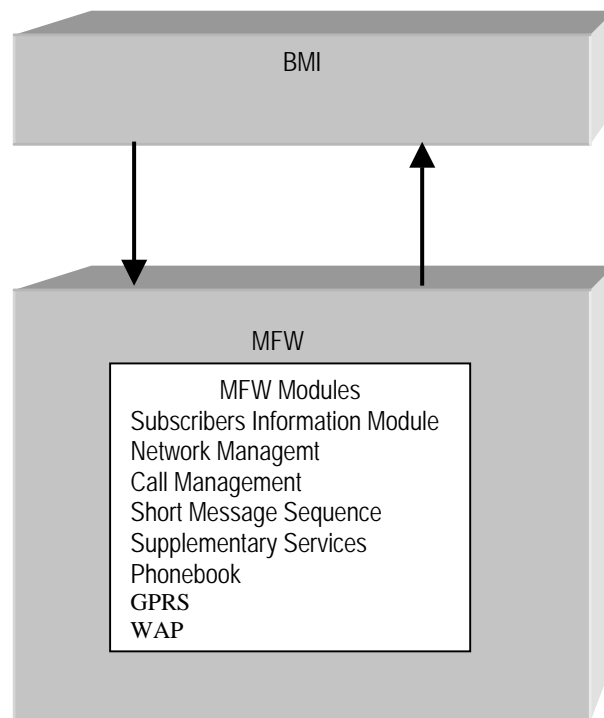 BMI
MFW
MFW Modules
Subscribers Information Module
Network Managemt
Call Management
Short Message Sequence
Supplementary Services
Phonebook
GPRS
WAP